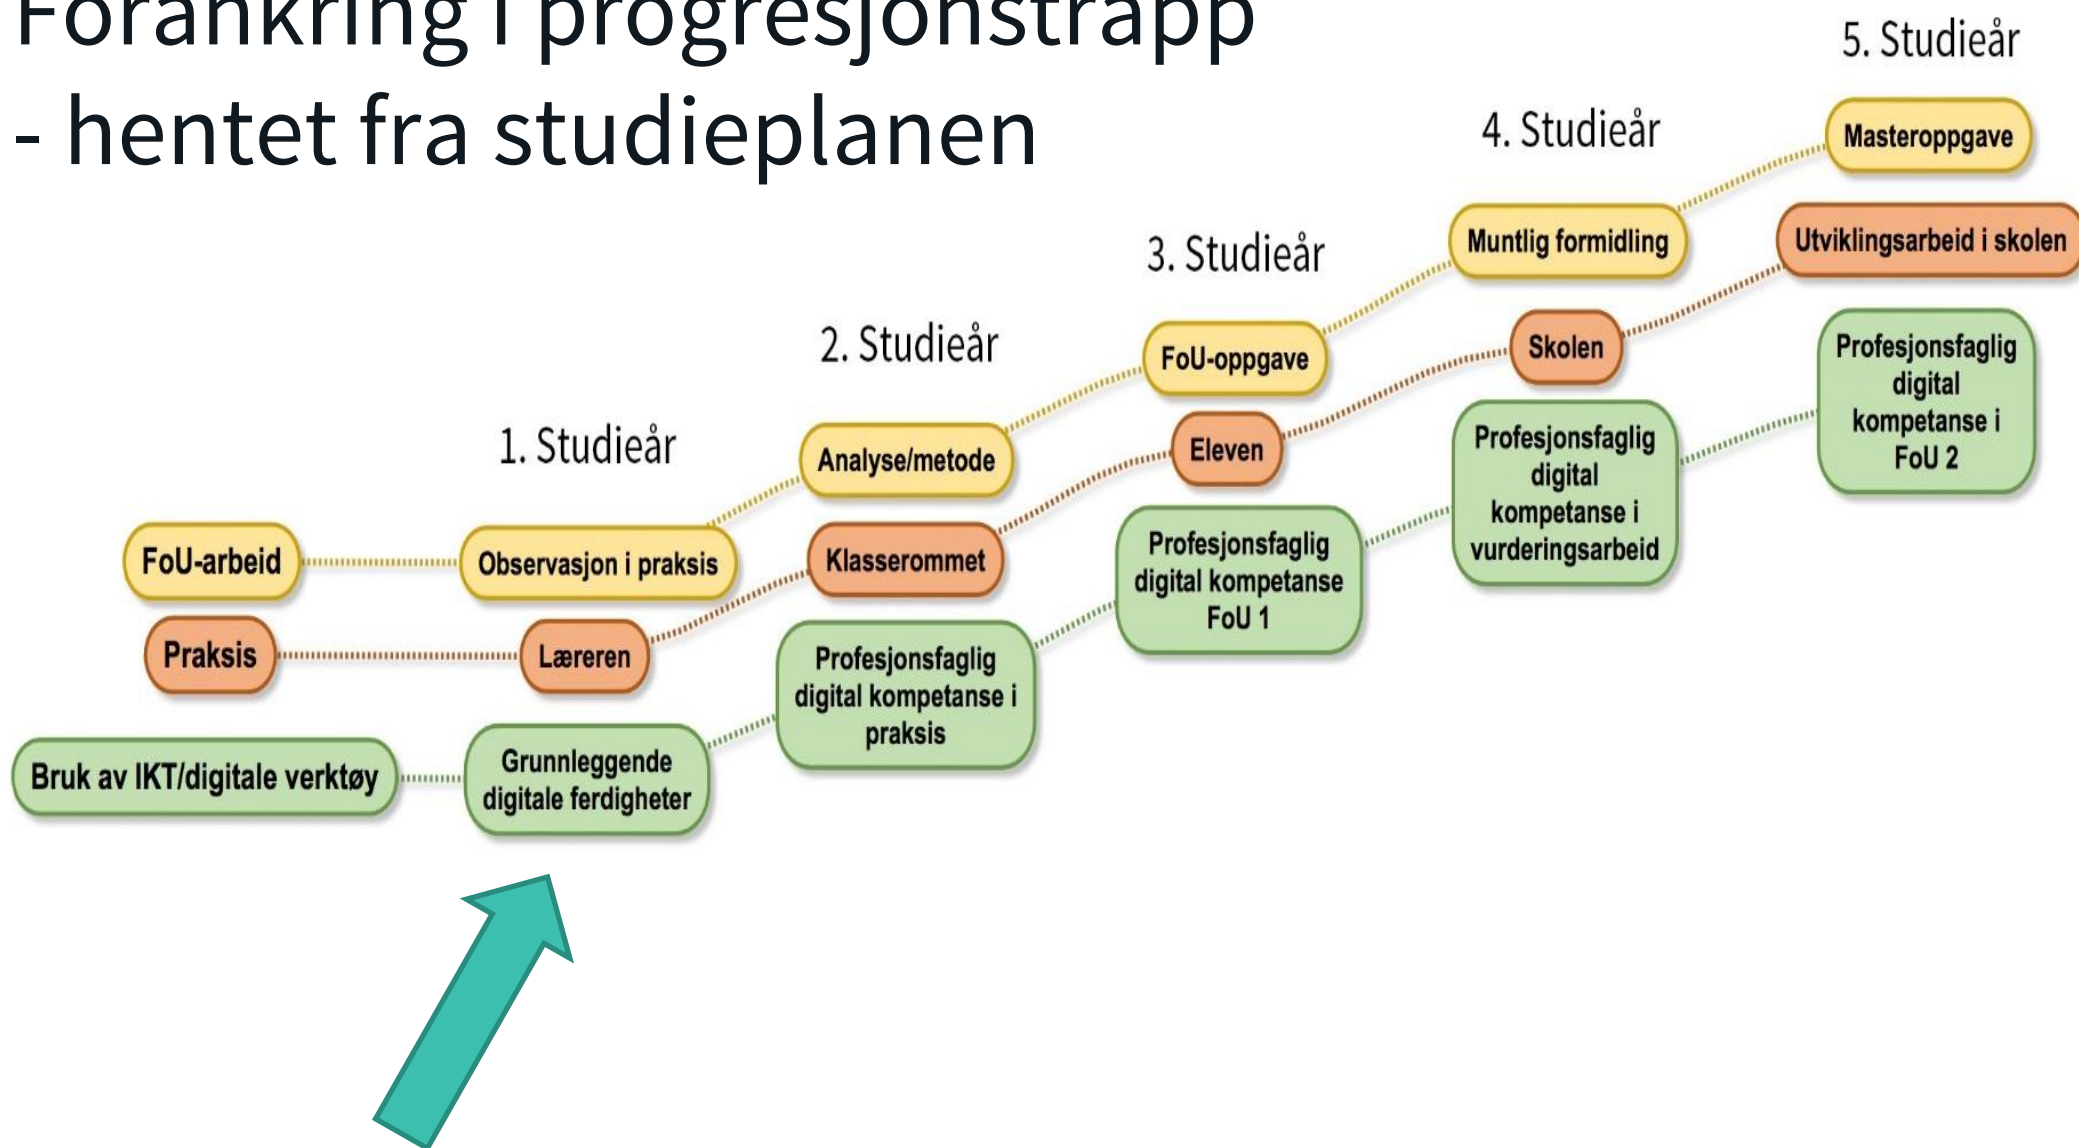 Forankring i progresjonstrapp
- hentet fra studieplanen
5. Studieår
Masteroppgave
4. Studieår
Muntlig formidling
Utviklingsarbeid i skolen
3. Studieår
FoU-oppgave
Skolen
Profesjonsfaglig
digital
kompetanse i
FoU 2
2. Studieår
Analyse/metode
Eleven
Profesjonsfaglig
digital
kompetanse i
vurderingsarbeid
1. Studieår
FoU-arbeid
Observasjon i praksis
Klasserommet
Profesjonsfaglig
digital kompetanse
FoU 1
Praksis
Læreren
Profesjonsfaglig
digital kompetanse i
praksis
Bruk av IKT/digitale verktøy
Grunnleggende
digitale ferdigheter